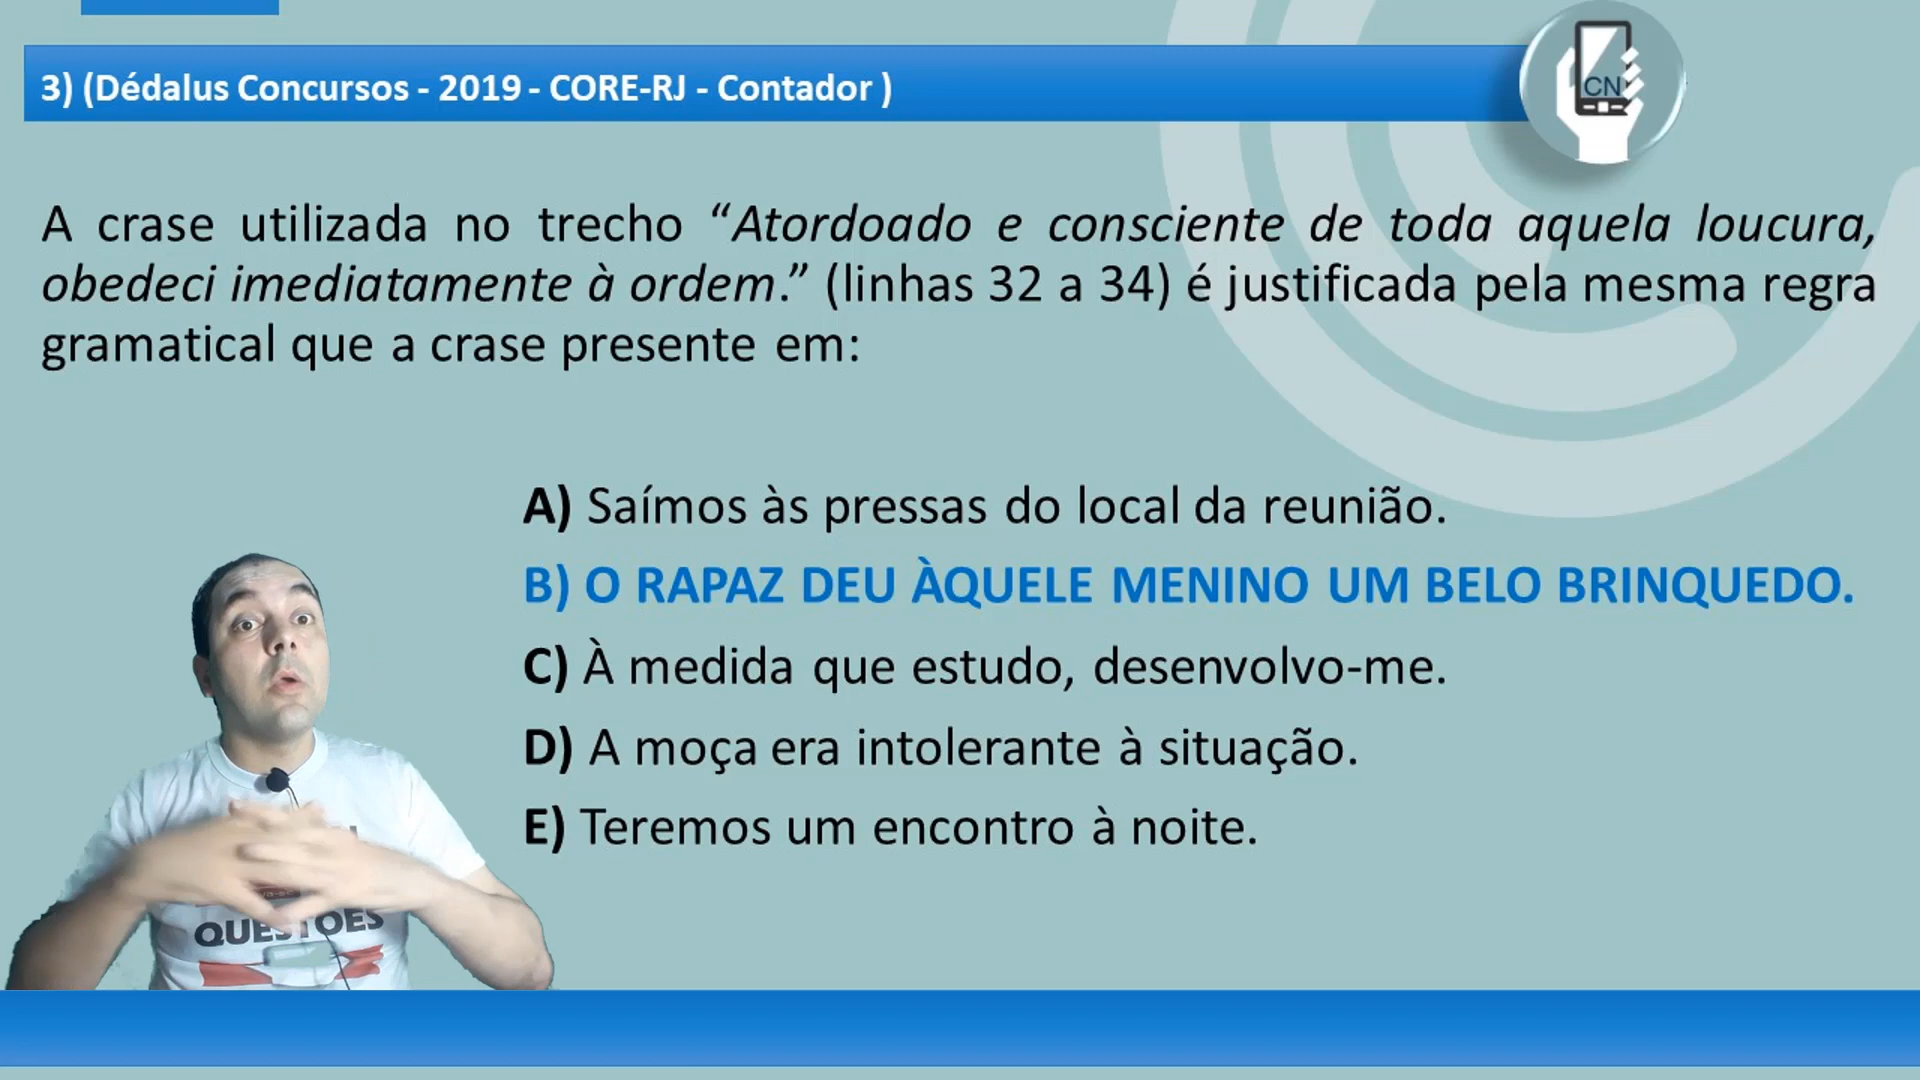 3) (Dédalus Concursos - 2019 - CORE-RJ - Contador )
CN
A crase utilizada no trecho “Atordoado e consciente de toda aquela loucura,
obedeci imediatamente à ordem.” (linhas 32 a 34) é justificada pela mesma regra
gramatical que a crase presente em:
A) Saímos às pressas do local da reunião.
B) O RAPAZ DEU ÀQUELE MENINO UM BELO BRINQUEDO.
C) À medida que estudo, desenvolvo-me.
D) A moça era intolerante à situação.
E) Teremos um encontro à noite.
QUESTÕES